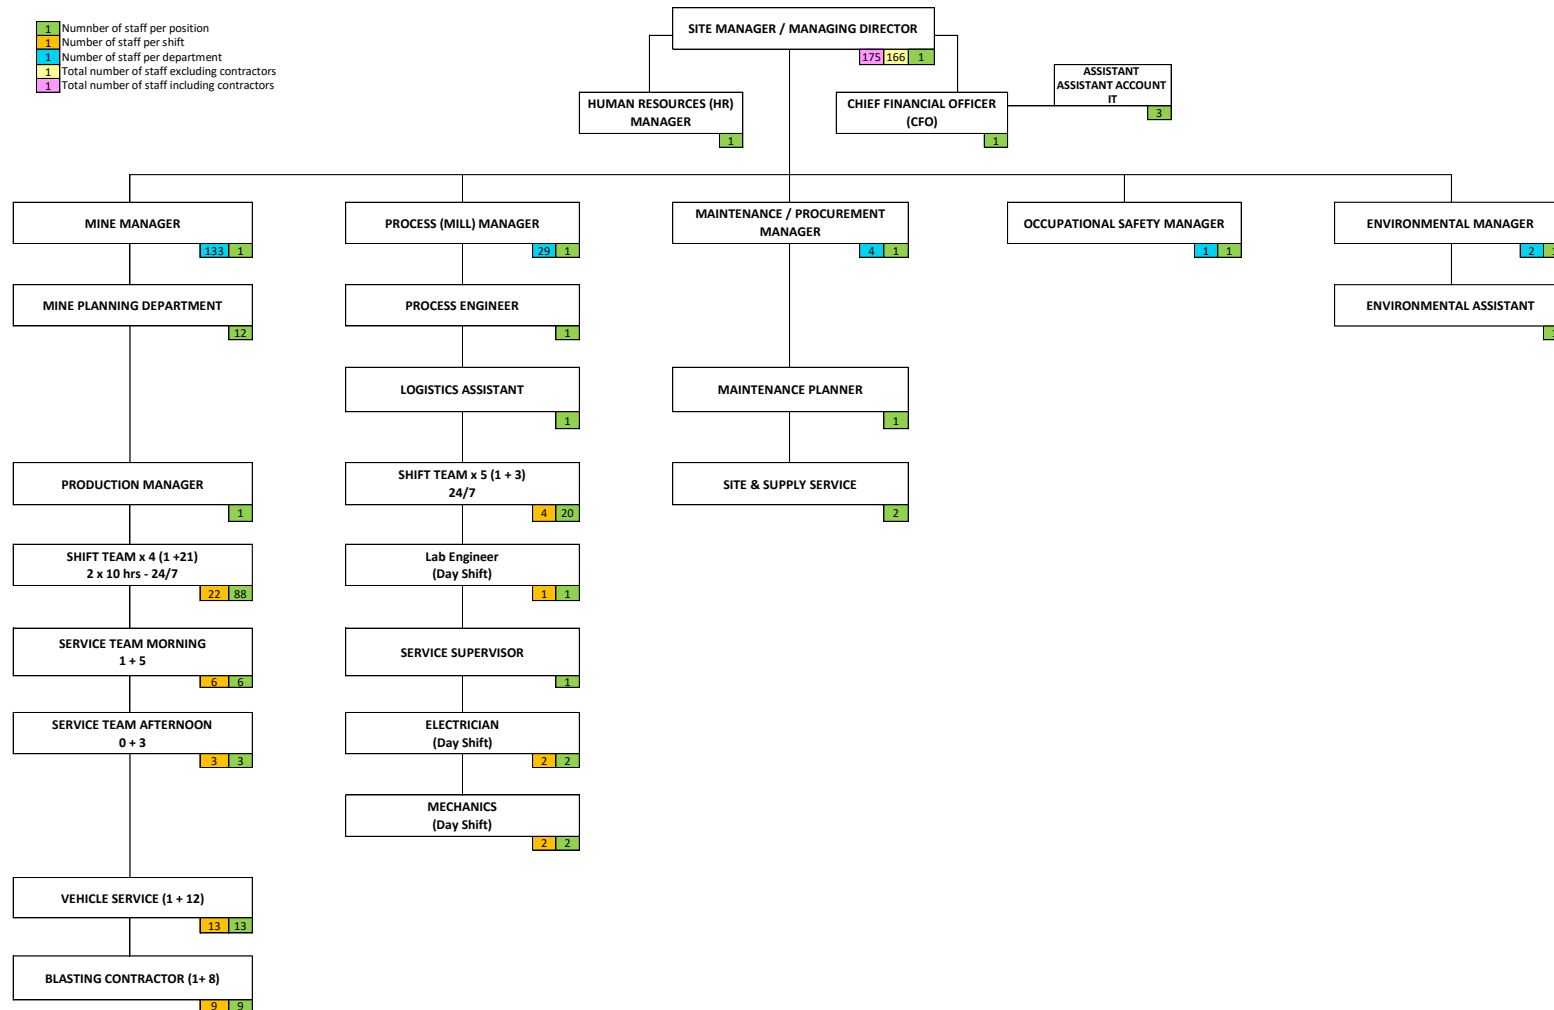 1 Numnber of staff per position
1 Number of staff per shift
1 Number of staff per department
1 Total number of staff excluding contractors
1 Total number of staff including contractors
SITE MANAGER / MANAGING DIRECTOR
175 166 1
HUMAN RESOURCES (HR)
MANAGER
1
CHIEF FINANCIAL OFFICER
(CFO)
1
ASSISTANT
ASSISTANT ACCOUNT
IT
3
MINE MANAGER
133 1
MINE PLANNING DEPARTMENT
12
PRODUCTION MANAGER
1
SHIFT TEAM x 4 (1 +21)
2 x 10 hrs - 24/7
22 88
SERVICE TEAM MORNING
1 + 5
6 6
SERVICE TEAM AFTERNOON
0 + 3
3 3
VEHICLE SERVICE (1 + 12)
13 13
BLASTING CONTRACTOR (1+ 8)
9 9
PROCESS (MILL) MANAGER
29 1
PROCESS ENGINEER
1
LOGISTICS ASSISTANT
1
SHIFT TEAM x 5 (1 + 3)
24/7
4 20
Lab Engineer
(Day Shift)
1 1
SERVICE SUPERVISOR
1
ELECTRICIAN
(Day Shift)
2 2
MECHANICS
(Day Shift)
2 2
MAINTENANCE / PROCUREMENT
MANAGER
4 1
MAINTENANCE PLANNER
1
SITE & SUPPLY SERVICE
2
OCCUPATIONAL SAFETY MANAGER
1 1
ENVIRONMENTAL MANAGER
2 1
ENVIRONMENTAL ASSISTANT
1